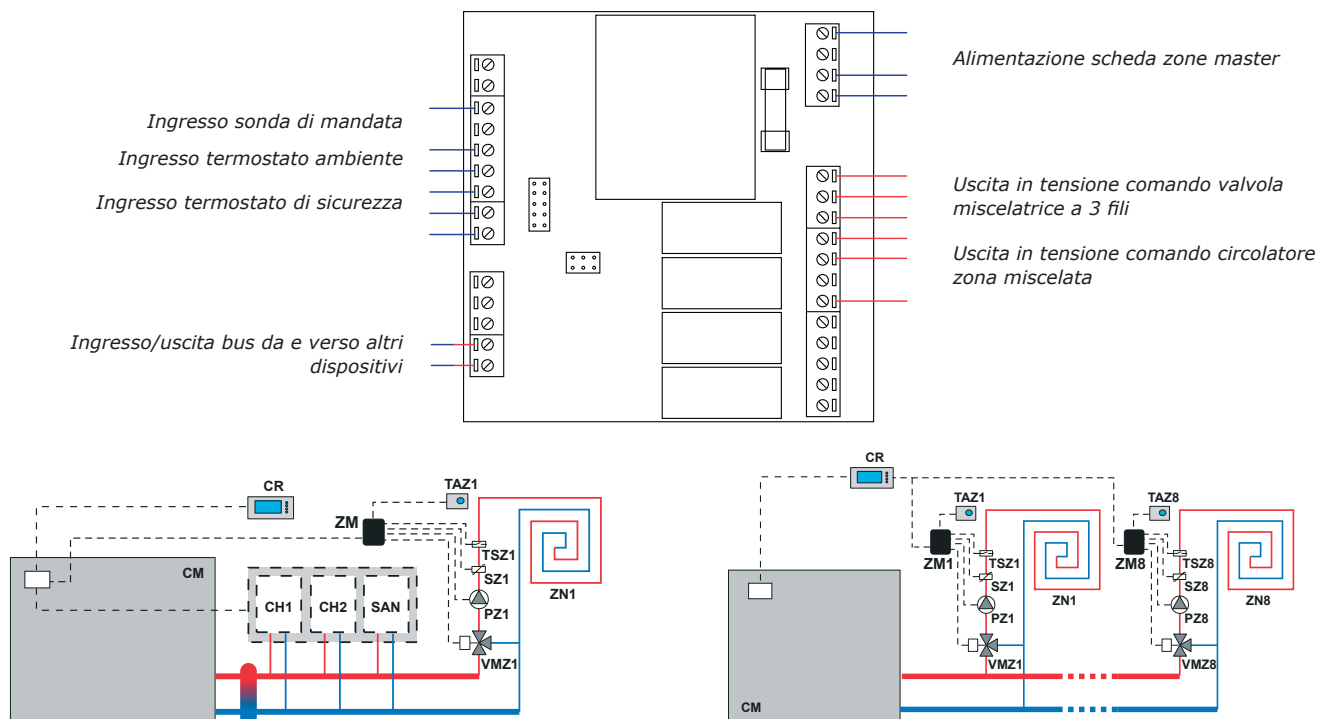 Ingresso sonda di mandata
Ingresso termostato ambiente
Ingresso termostato di sicurezza
Ingresso/uscita bus da e verso altri
dispositivi
Alimentazione scheda zone master
Uscita in tensione comando valvola
miscelatrice a 3 fili
Uscita in tensione comando circolatore
zona miscelata
CR
TAZ1
ZM
CM
TSZ1
SZ1
CH1
CH2
SAN
PZ1
ZN1
VMZ1
CR
TAZ1
TAZ8
ZM1
TSZ1
SZ1
ZN1
PZ1
VMZ1
ZM8
TSZ8
SZ8
ZN8
PZ8
VMZ8
CM